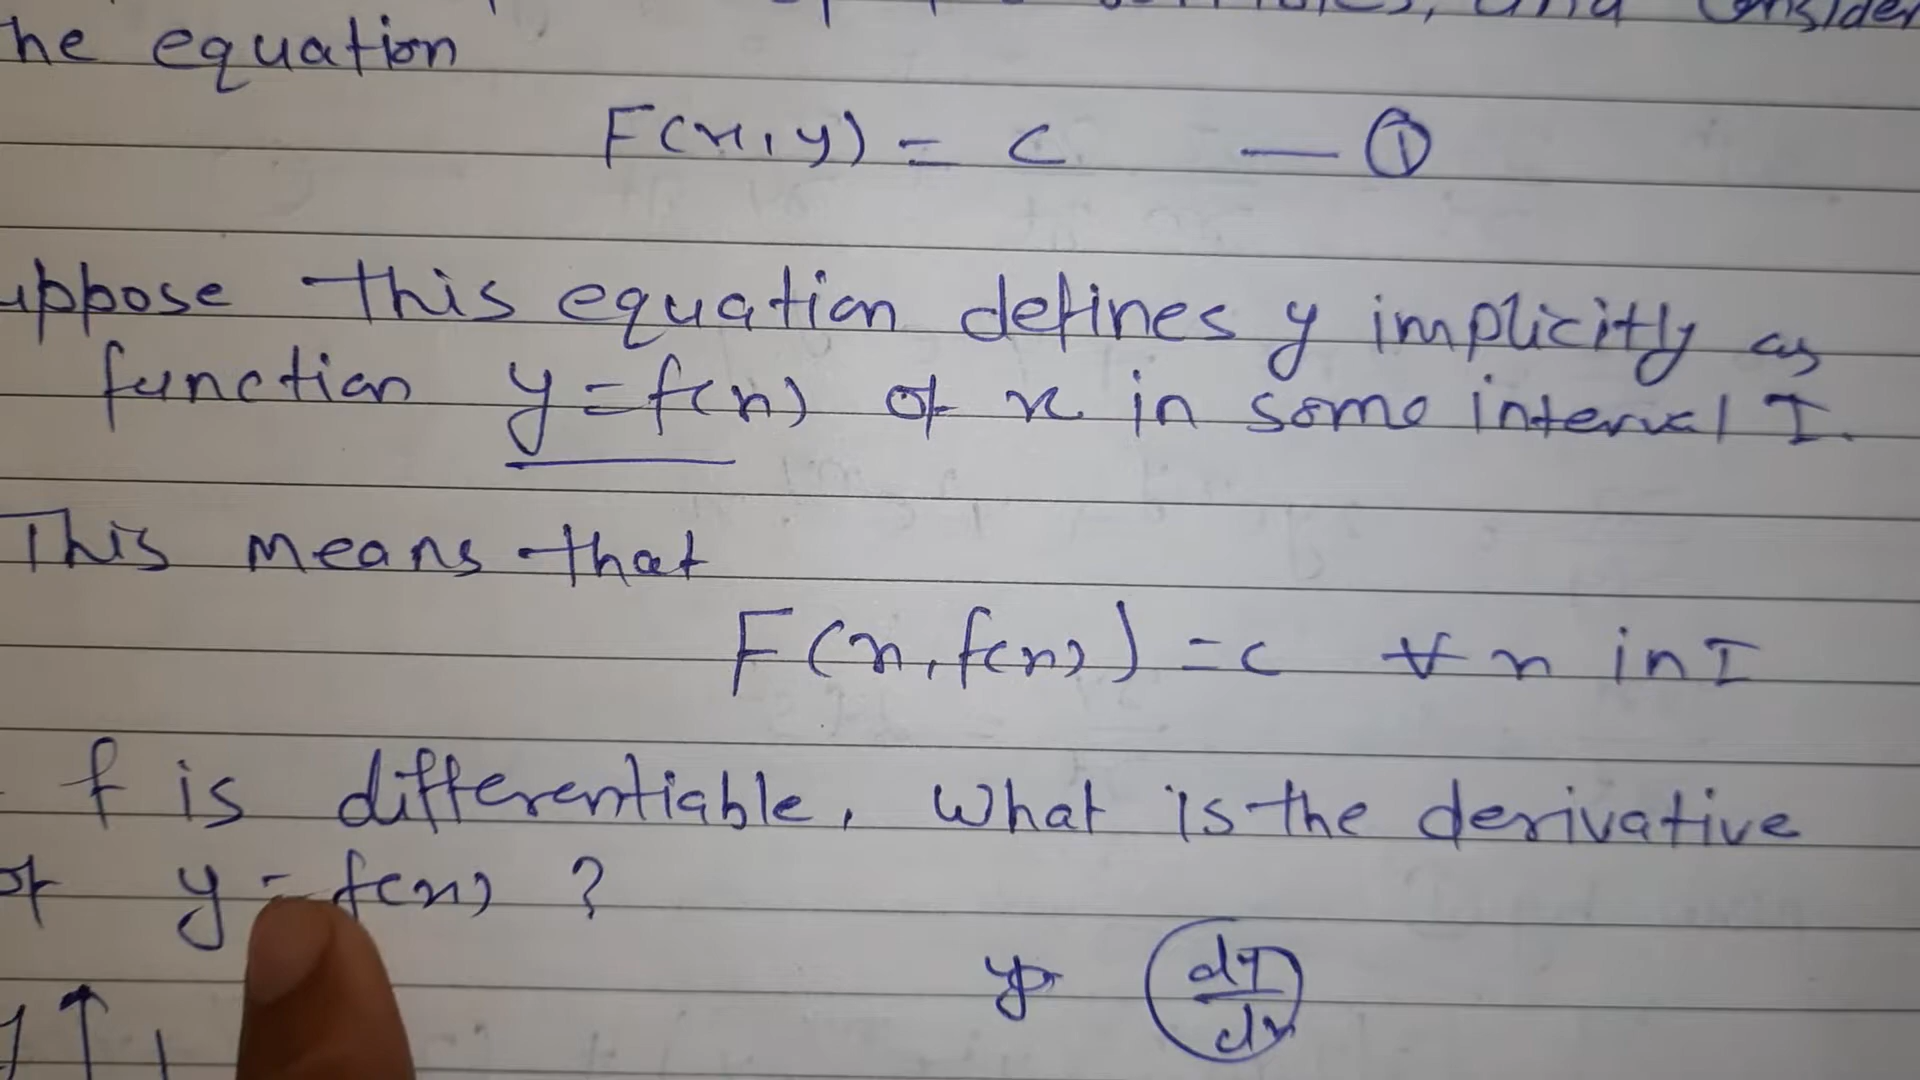 he equation
F(x, y) = c — ①
uppose this equation defines y implicitly as
function y = f(x) of x in some interval I.
This means that
F(x, f(x)) = c ∀ x in I
f is differentiable, what is the derivative
of y = f(x) ?
dy/dx